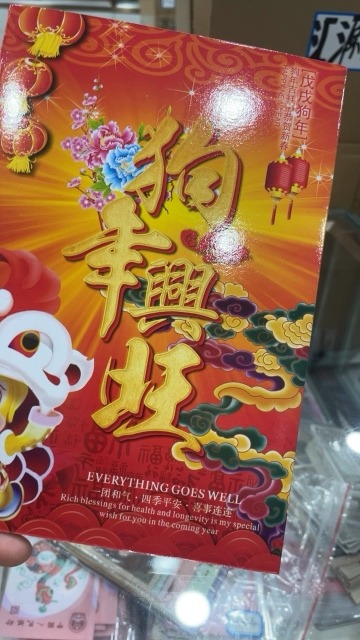 戊戌狗年
狗
年
興
旺
EVERYTHING GOES WELL
一团和气·四季平安·喜事连连
Rich blessings for health and longevity is my special
wish for you in the coming year